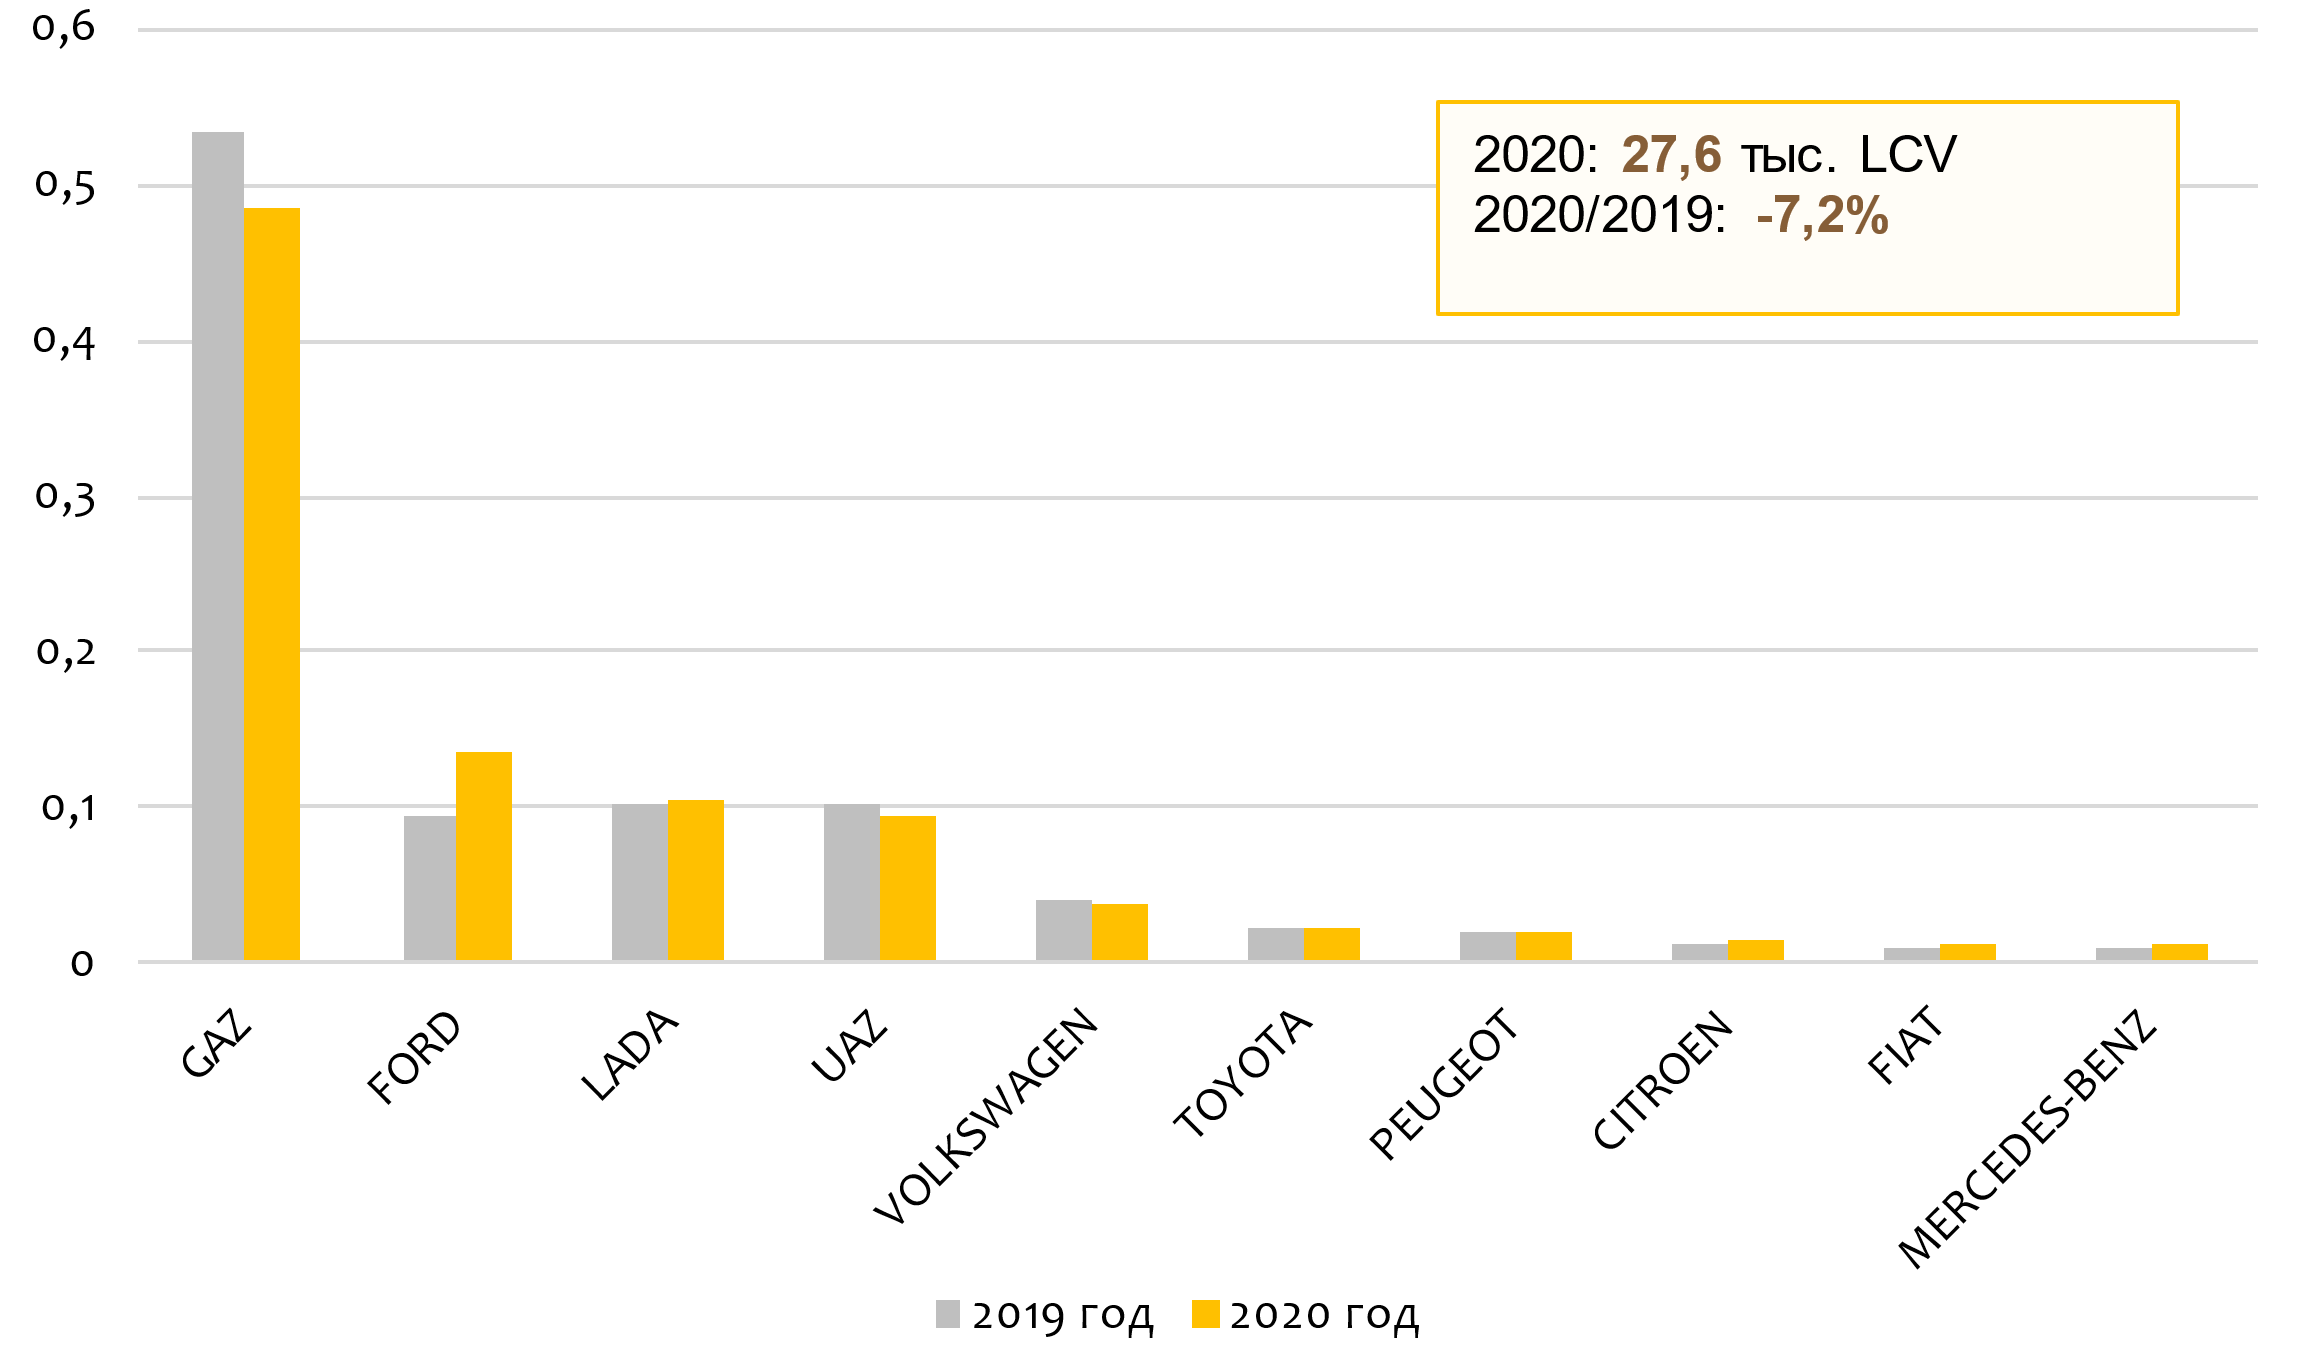 0,6
0,5
0,4
0,3
0,2
0,1
0
2020: 27,6 тыс. LCV
2020/2019: -7,2%
GAZ
FORD
LADA
UAZ
VOLKSWAGEN
TOYOTA
PEUGEOT
CITROEN
FIAT
MERCEDES-BENZ
2019 год
2020 год